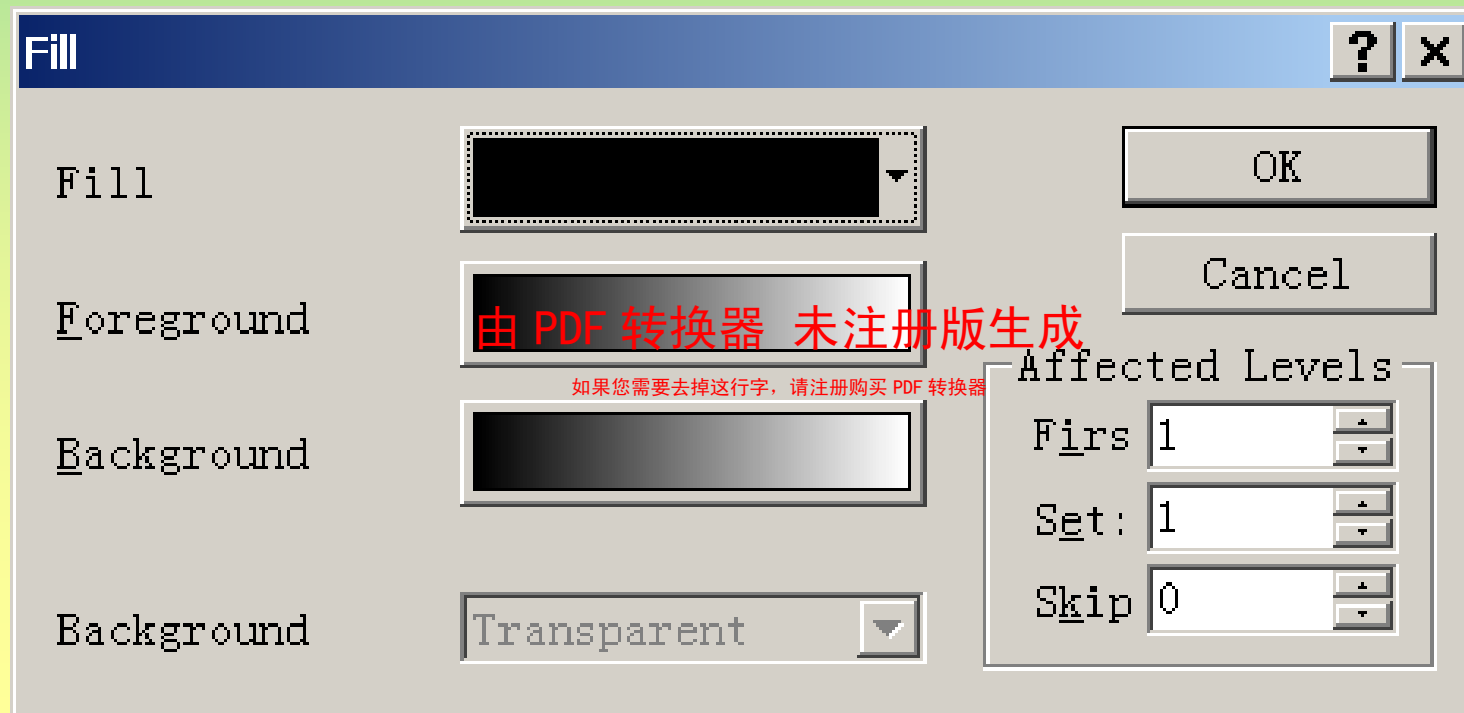 Fill
Fill
OK
Cancel
Foreground
由 PDF 转换器 未注册版生成
如果您需要去掉这行字，请注册购买 PDF 转换器
Affected Levels
Firs 1
Background
Set: 1
Skip 0
Background Transparent